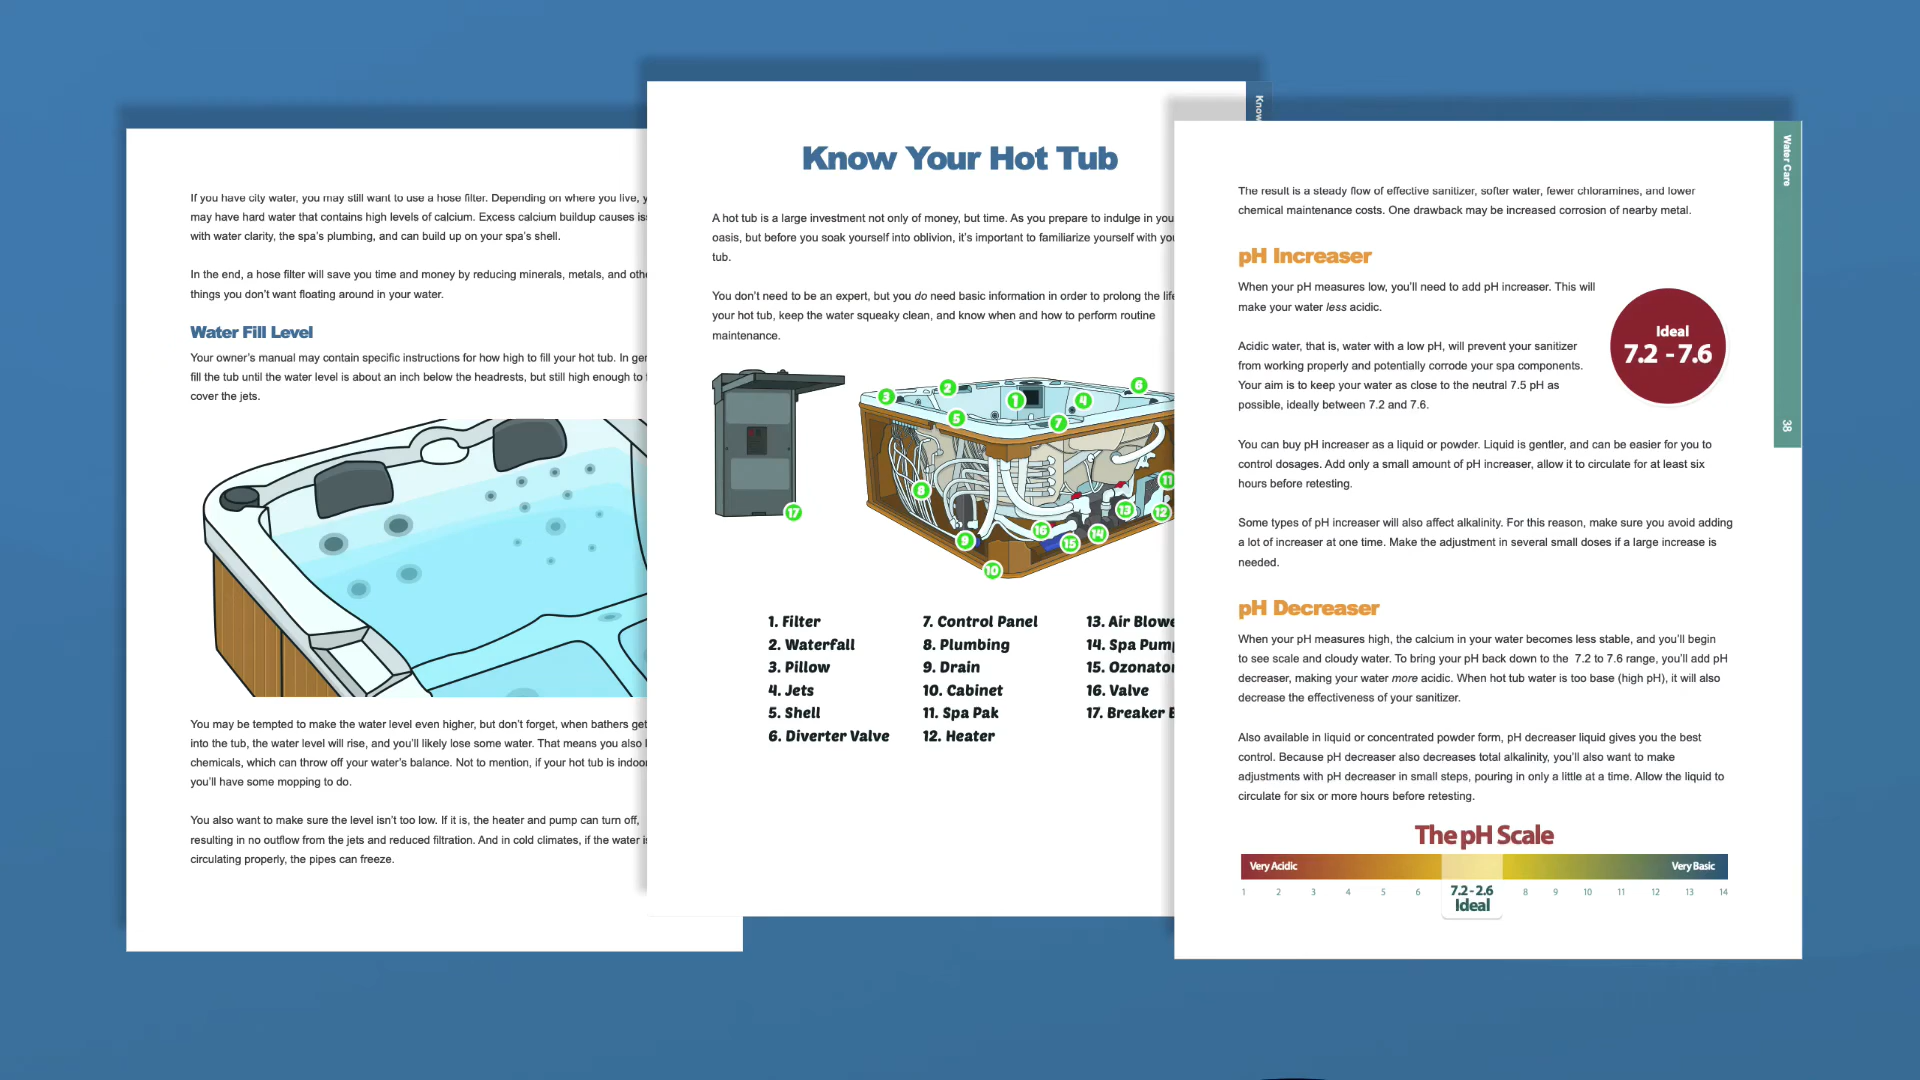 If you have city water, you may still want to use a hose filter. Depending on where you live,
may have hard water that contains high levels of calcium. Excess calcium buildup causes
with water clarity, the spa's plumbing, and can build up on your spa's shell.
In the end, a hose filter will save you time and money by reducing minerals, metals, and
things you don't want floating around in your water.
Water Fill Level
Your owner's manual may contain specific instructions for how high to fill your hot tub. In
fill the tub until the water level is about an inch below the headrests, but still high enough to
cover the jets.
You may be tempted to make the water level even higher, but don't forget, when bathers get
into the tub, the water level will rise, and you'll likely lose some water. That means you also
chemicals, which can throw off your water's balance. Not to mention, if your hot tub is
you'll have some mopping to do.
You also want to make sure the level isn't too low. If it is, the heater and pump can turn off,
resulting in no outflow from the jets and reduced filtration. And in cold climates, if the water
circulating properly, the pipes can freeze.
Know
Know Your Hot Tub
A hot tub is a large investment not only of money, but time. As you prepare to indulge in
oasis, but before you soak yourself into oblivion, it's important to familiarize yourself with
tub.
You don't need to be an expert, but you do need basic information in order to prolong the
your hot tub, keep the water squeaky clean, and know when and how to perform routine
maintenance.
1
2
3
4
5
6
7
8
9
10
11
12
13
14
15
16
17
1. Filter
2. Waterfall
3. Pillow
4. Jets
5. Shell
6. Diverter Valve
7. Control Panel
8. Plumbing
9. Drain
10. Cabinet
11. Spa Pak
12. Heater
13. Air
14. Spa
15.
16. Valve
17. Breaker
Water Care
38
The result is a steady flow of effective sanitizer, softer water, fewer chloramines, and lower
chemical maintenance costs. One drawback may be increased corrosion of nearby metal.
pH Increaser
When your pH measures low, you'll need to add pH increaser. This will
make your water less acidic.
Ideal
7.2 - 7.6
Acidic water, that is, water with a low pH, will prevent your sanitizer
from working properly and potentially corrode your spa components.
Your aim is to keep your water as close to the neutral 7.5 pH as
possible, ideally between 7.2 and 7.6.
You can buy pH increaser as a liquid or powder. Liquid is gentler, and can be easier for you to
control dosages. Add only a small amount of pH increaser, allow it to circulate for at least six
hours before retesting.
Some types of pH increaser will also affect alkalinity. For this reason, make sure you avoid adding
a lot of increaser at one time. Make the adjustment in several small doses if a large increase is
needed.
pH Decreaser
When your pH measures high, the calcium in your water becomes less stable, and you'll begin
to see scale and cloudy water. To bring your pH back down to the 7.2 to 7.6 range, you'll add pH
decreaser, making your water more acidic. When hot tub water is too base (high pH), it will also
decrease the effectiveness of your sanitizer.
Also available in liquid or concentrated powder form, pH decreaser liquid gives you the best
control. Because pH decreaser also decreases total alkalinity, you'll also want to make
adjustments with pH decreaser in small steps, pouring in only a little at a time. Allow the liquid to
circulate for six or more hours before retesting.
The pH Scale
Very Acidic
Very Basic
1 2 3 4 5 6 7.2 - 2.6 8 9 10 11 12 13 14
Ideal